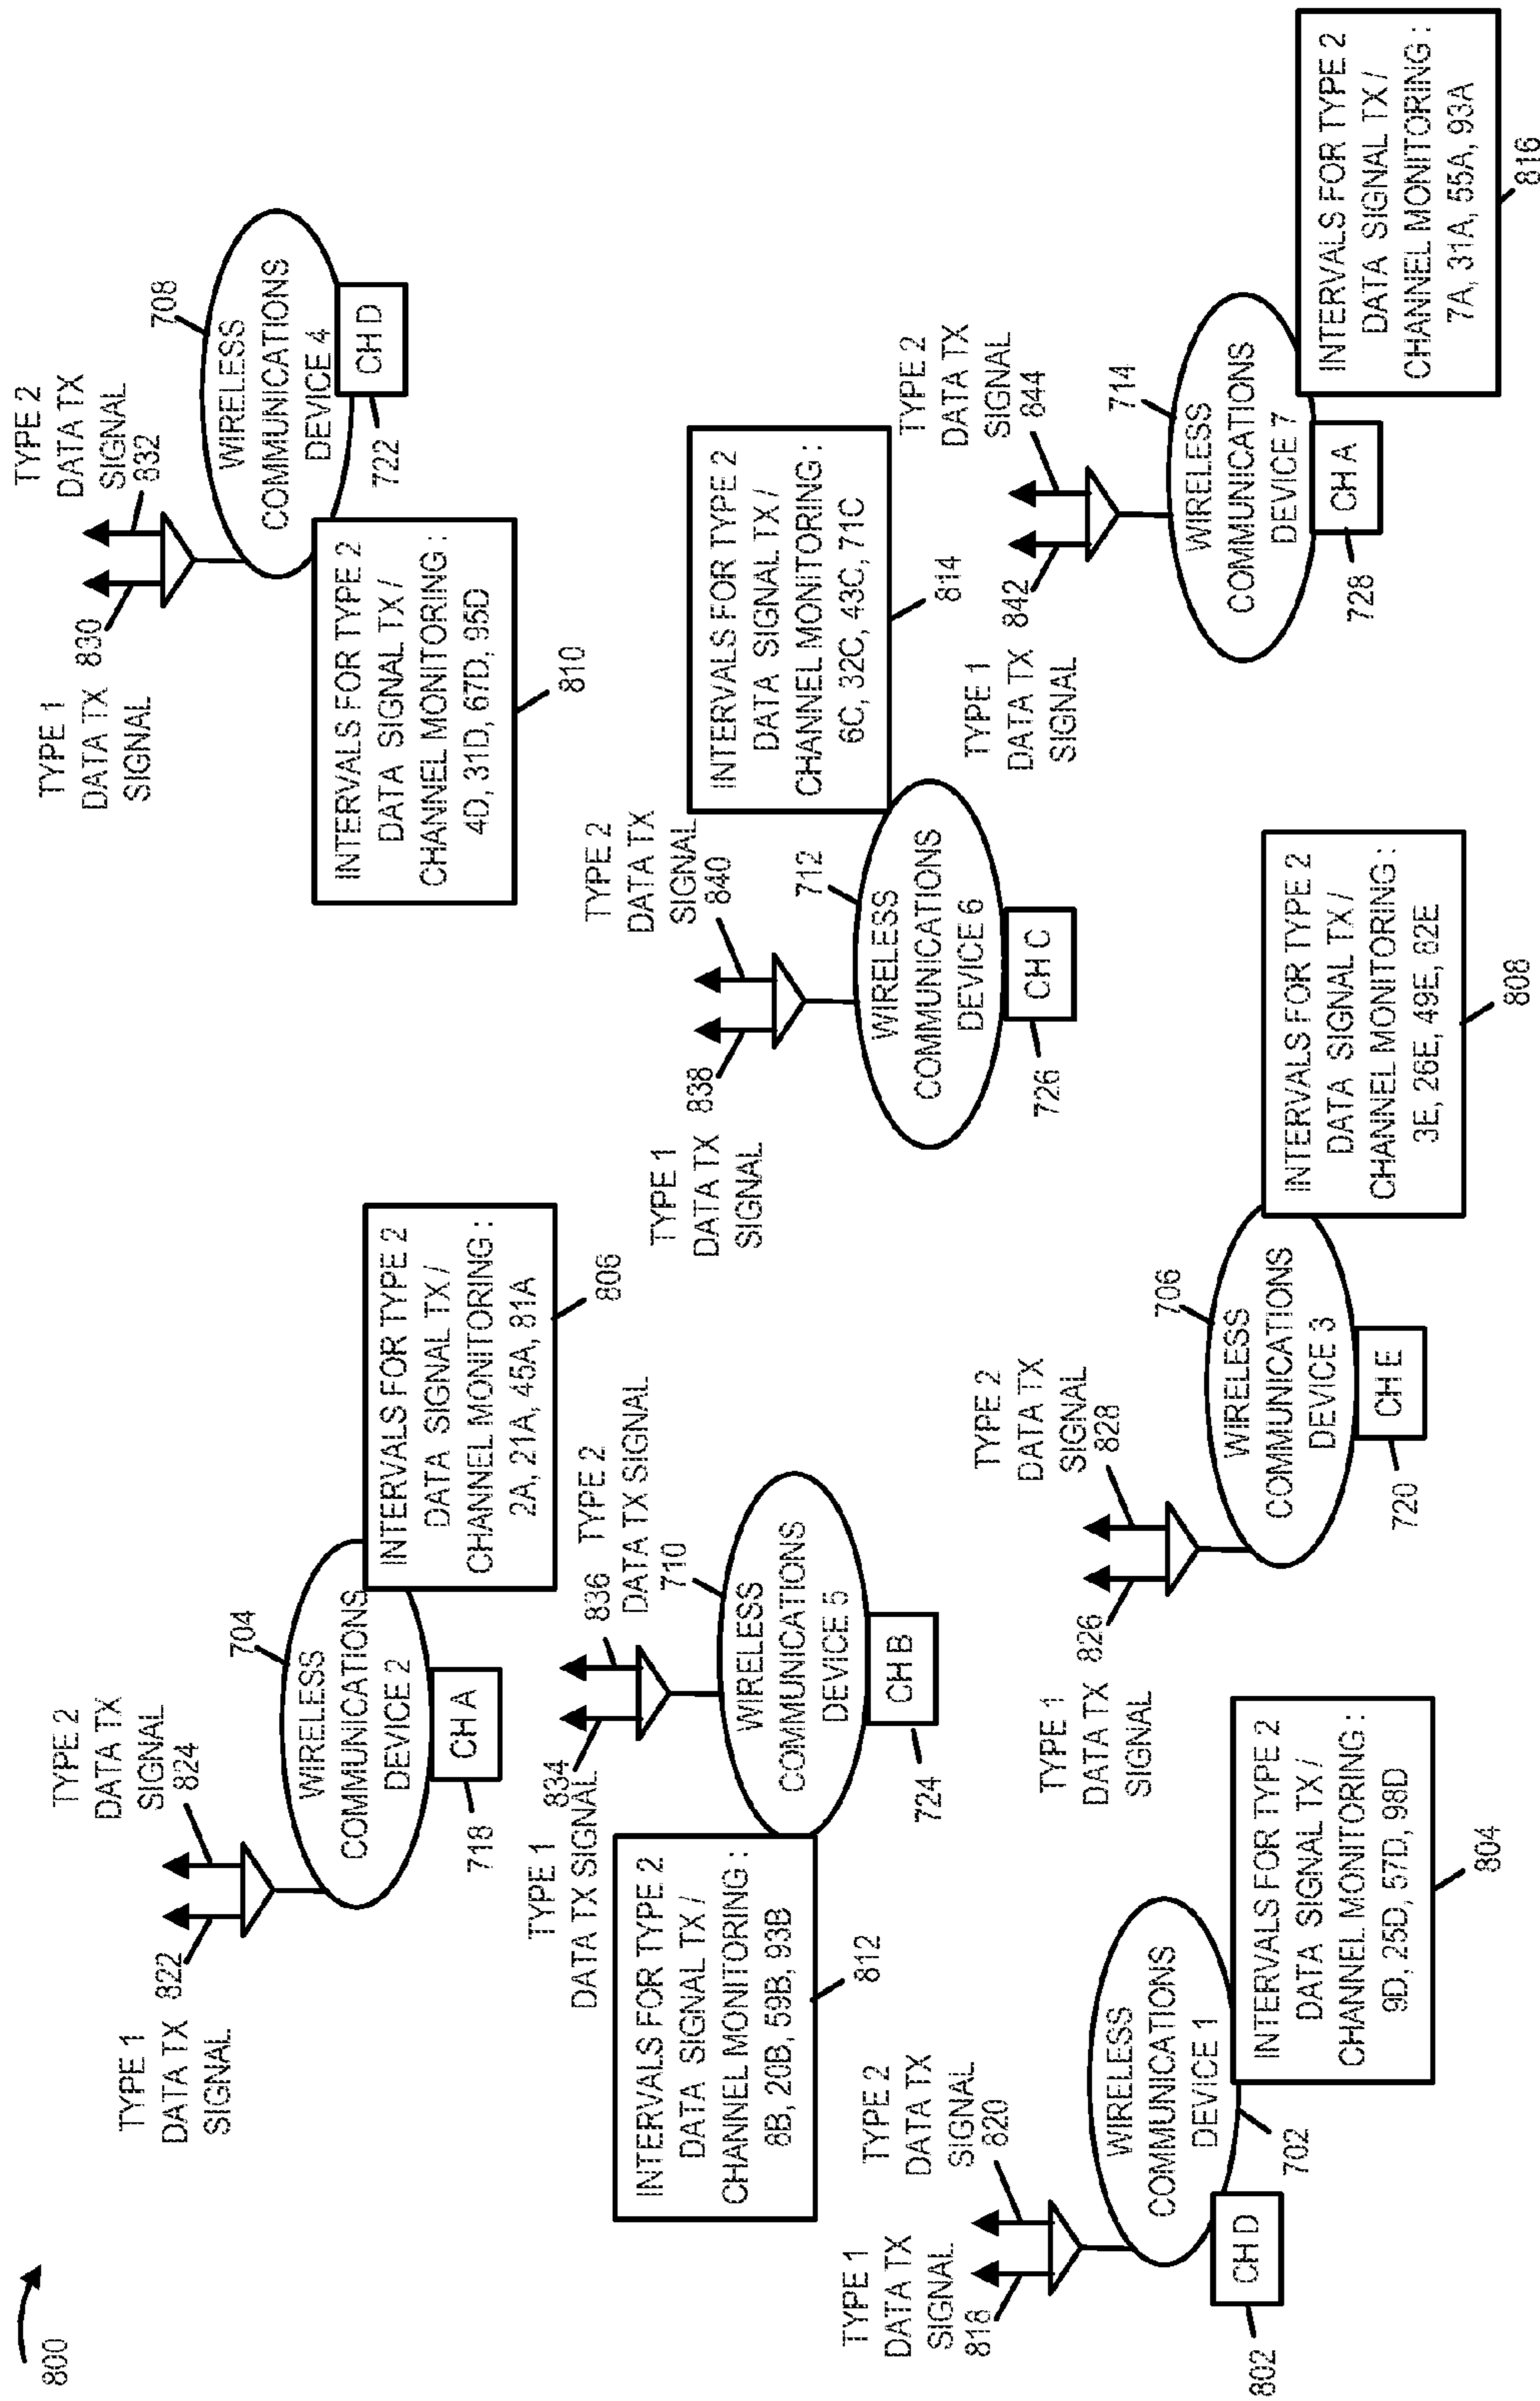 800
TYPE 1
DATA TX 822
SIGNAL
TYPE 2
DATA TX
SIGNAL
824
704
WIRELESS
COMMUNICATIONS
DEVICE 2
CH A
718
INTERVALS FOR TYPE 2
DATA SIGNAL TX /
CHANNEL MONITORING :
2A, 21A, 45A, 81A
806
TYPE 1
DATA TX 830
SIGNAL
TYPE 2
DATA TX
SIGNAL
832
708
WIRELESS
COMMUNICATIONS
DEVICE 4
CH D
722
INTERVALS FOR TYPE 2
DATA SIGNAL TX /
CHANNEL MONITORING :
4D, 31D, 67D, 95D
810
TYPE 1
DATA TX SIGNAL
834
836 TYPE 2
DATA TX SIGNAL
710
WIRELESS
COMMUNICATIONS
DEVICE 5
CH B
724
INTERVALS FOR TYPE 2
DATA SIGNAL TX /
CHANNEL MONITORING :
8B, 20B, 59B, 93B
812
TYPE 1
DATA TX 838
SIGNAL
TYPE 2
DATA TX
SIGNAL
840
712
WIRELESS
COMMUNICATIONS
DEVICE 6
CH C
726
INTERVALS FOR TYPE 2
DATA SIGNAL TX /
CHANNEL MONITORING :
6C, 32C, 43C, 71C
814
TYPE 1
DATA TX
SIGNAL
818
TYPE 2
DATA TX
SIGNAL
820
WIRELESS
COMMUNICATIONS
DEVICE 1
702
CH D
802
INTERVALS FOR TYPE 2
DATA SIGNAL TX /
CHANNEL MONITORING :
9D, 25D, 57D, 98D
804
TYPE 1
DATA TX 826
SIGNAL
TYPE 2
DATA TX
SIGNAL
828
706
WIRELESS
COMMUNICATIONS
DEVICE 3
CH E
720
INTERVALS FOR TYPE 2
DATA SIGNAL TX /
CHANNEL MONITORING :
3E, 26E, 49E, 82E
808
TYPE 1
DATA TX 842
SIGNAL
TYPE 2
DATA TX
SIGNAL
844
714
WIRELESS
COMMUNICATIONS
DEVICE 7
CH A
728
INTERVALS FOR TYPE 2
DATA SIGNAL TX /
CHANNEL MONITORING :
7A, 31A, 55A, 93A
816